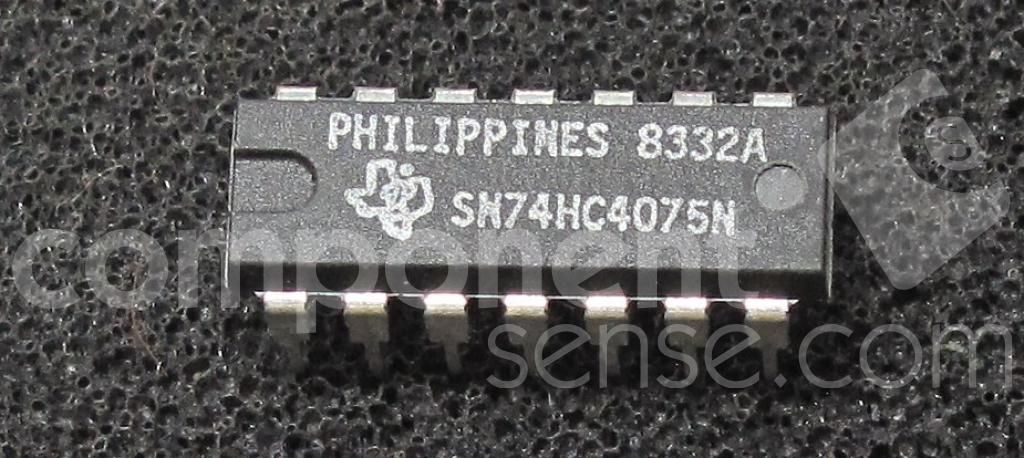 PHILIPPINES 8332A
SN74HC4075N
component
sense.com